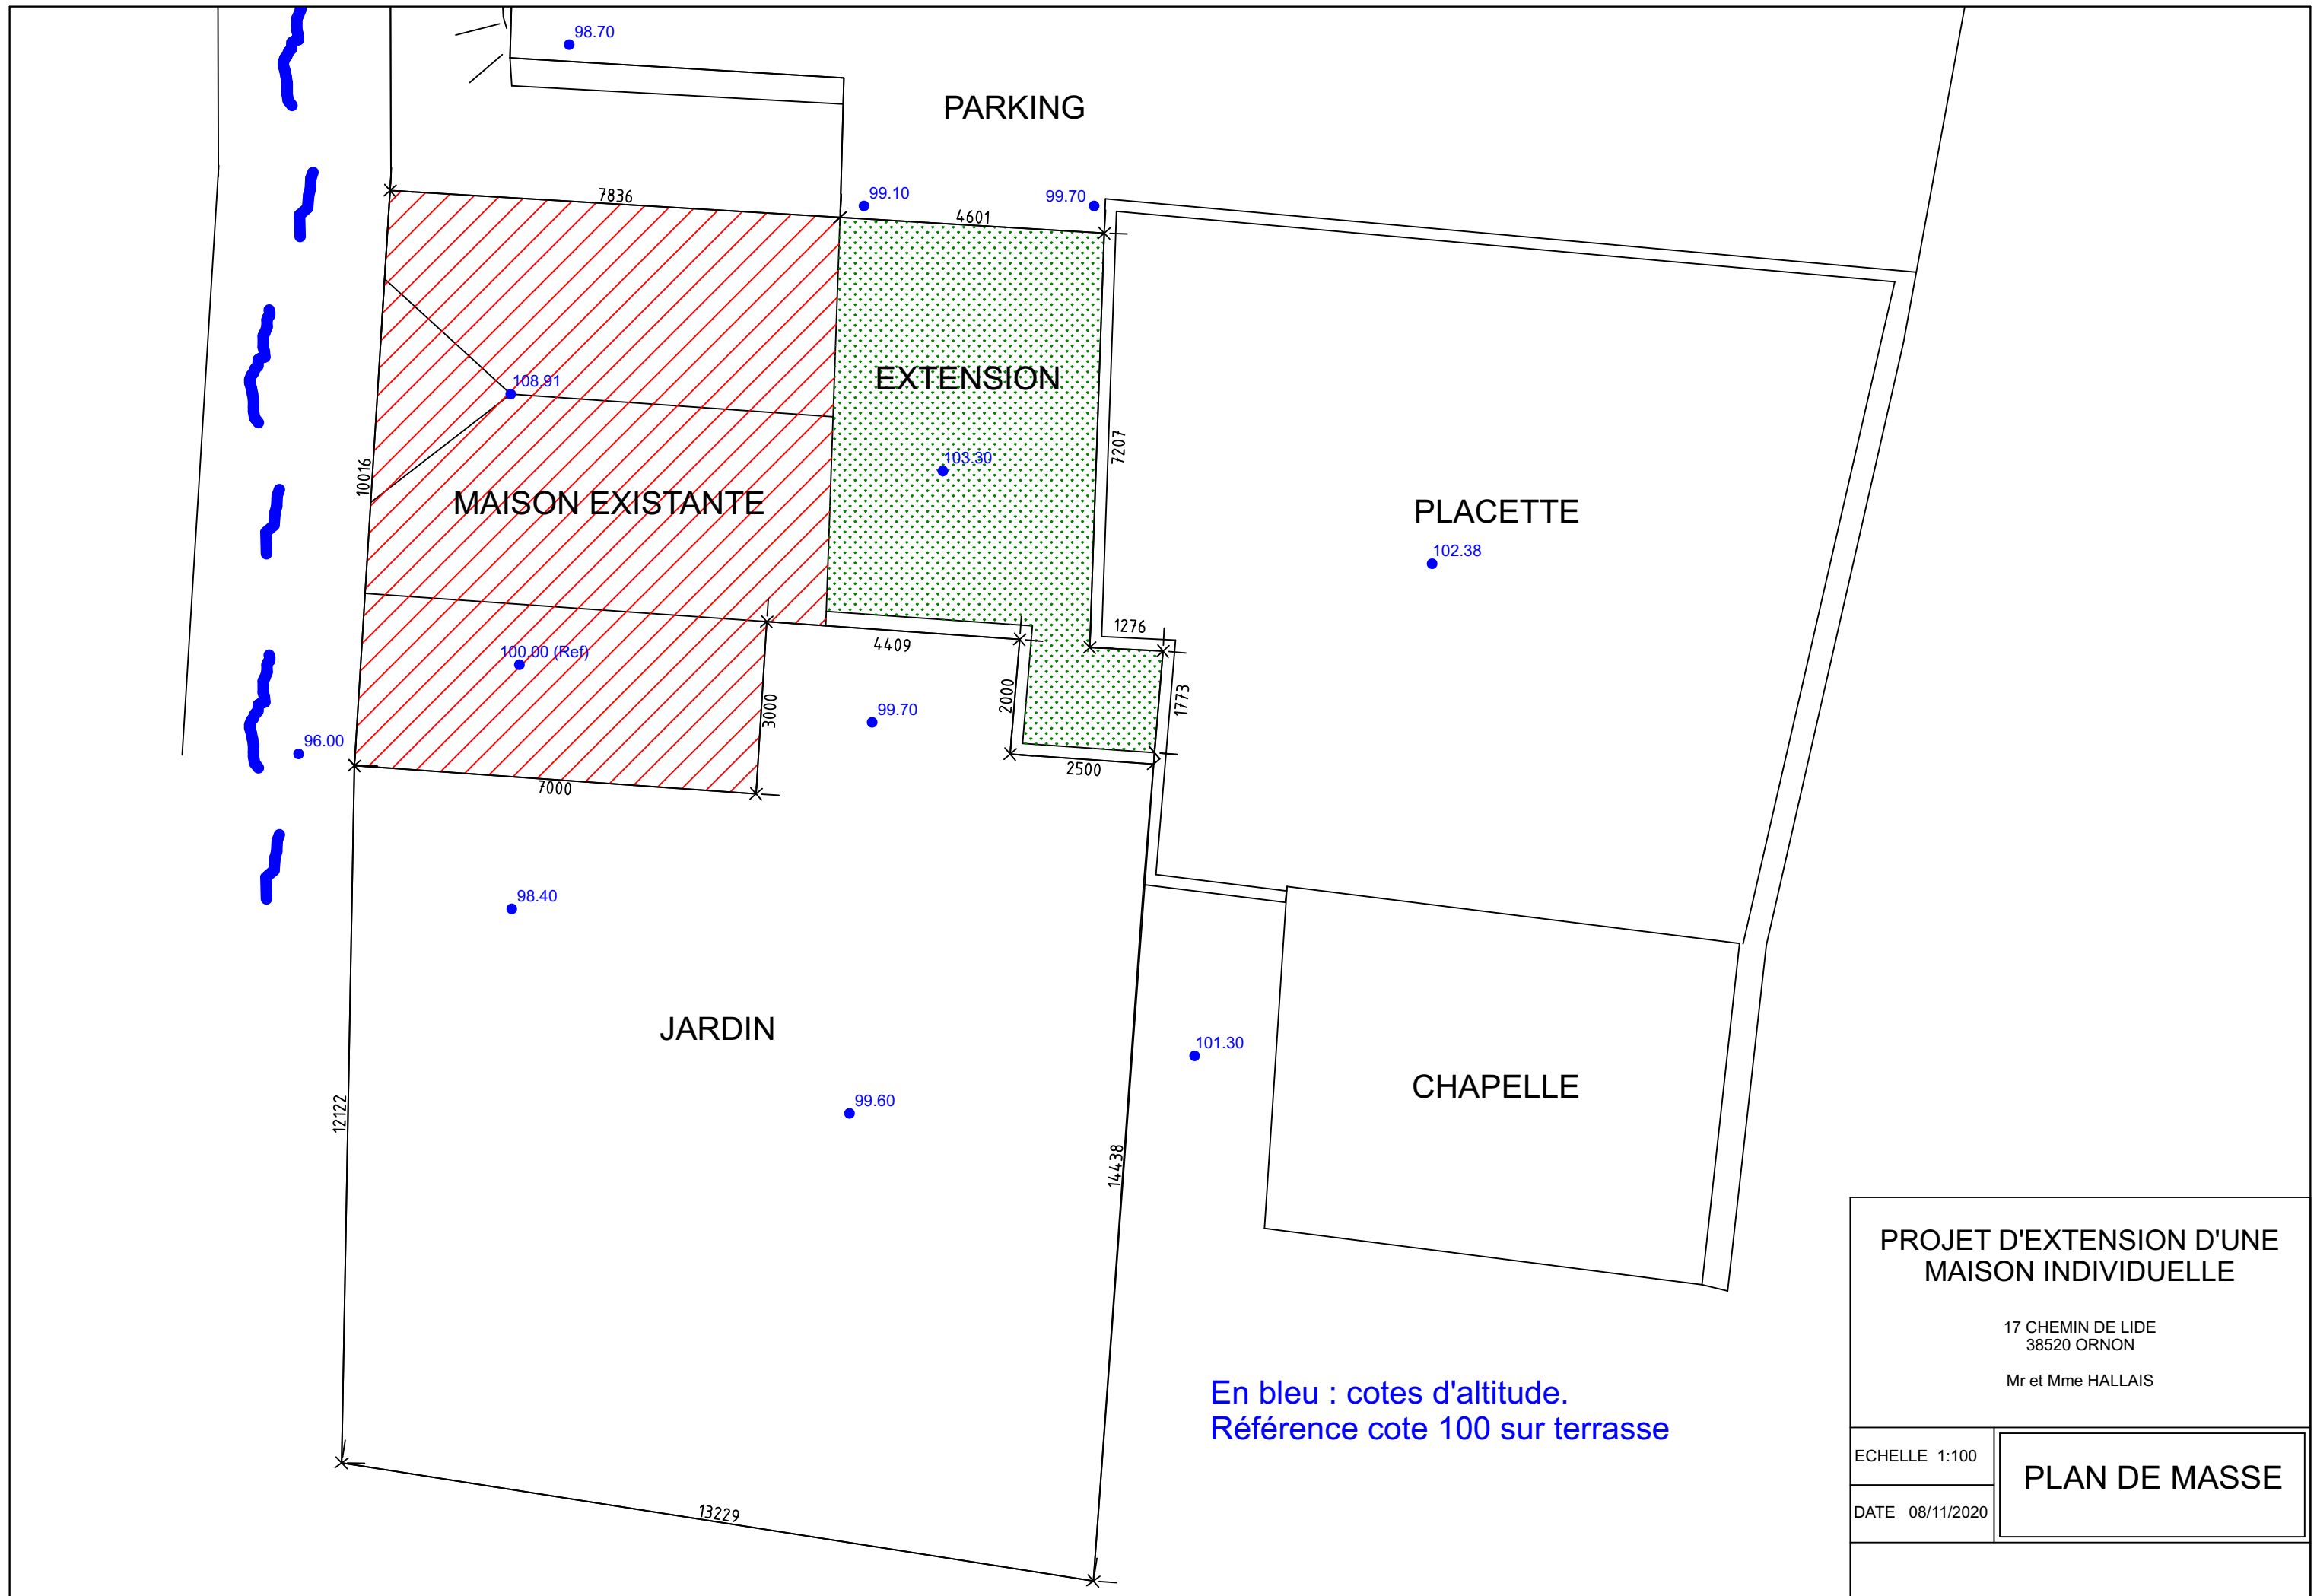 98.70
PARKING
7836
99.10
99.70
4601
108.91
EXTENSION
7207
10016
103.30
MAISON EXISTANTE
PLACETTE
102.38
1276
4409
100.00 (Ref)
2000
1773
3000
99.70
96.00
2500
7000
98.40
JARDIN
101.30
99.60
CHAPELLE
12122
14438
13229
En bleu : cotes d'altitude.
Référence cote 100 sur terrasse
PROJET D'EXTENSION D'UNE
MAISON INDIVIDUELLE
17 CHEMIN DE LIDE
38520 ORNON
Mr et Mme HALLAIS
ECHELLE 1:100
PLAN DE MASSE
DATE 08/11/2020